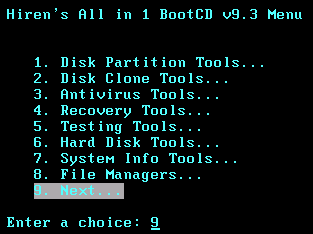 Hiren's All in 1 BootCD v9.3 Menu
1. Disk Partition Tools...
2. Disk Clone Tools...
3. Antivirus Tools...
4. Recovery Tools...
5. Testing Tools...
6. Hard Disk Tools...
7. System Info Tools...
8. File Managers...
9. Next...
Enter a choice: 9